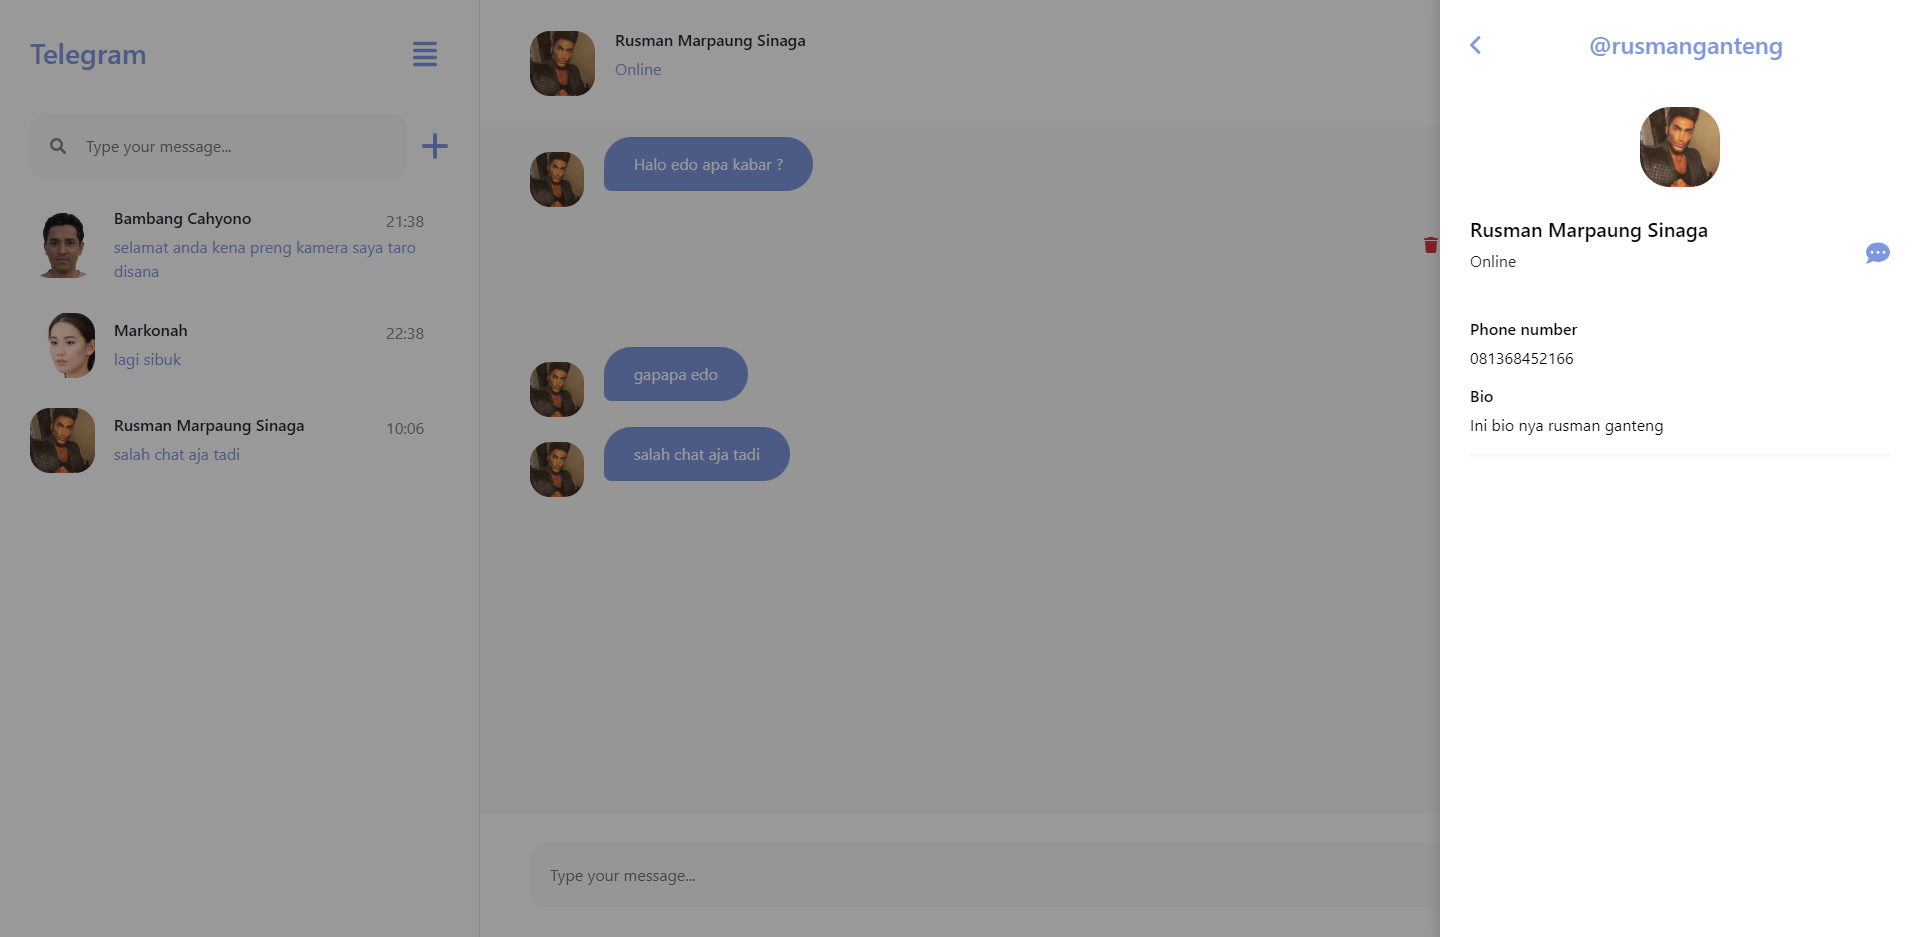 Telegram
Type your message...
Bambang Cahyono
21:38
selamat anda kena preng kamera saya taro
disana
Markonah
22:38
lagi sibuk
Rusman Marpaung Sinaga
10:06
salah chat aja tadi
Rusman Marpaung Sinaga
Online
Halo edo apa kabar ?
gapapa edo
salah chat aja tadi
Type your message...
@rusmanganteng
Rusman Marpaung Sinaga
Online
Phone number
081368452166
Bio
Ini bio nya rusman ganteng